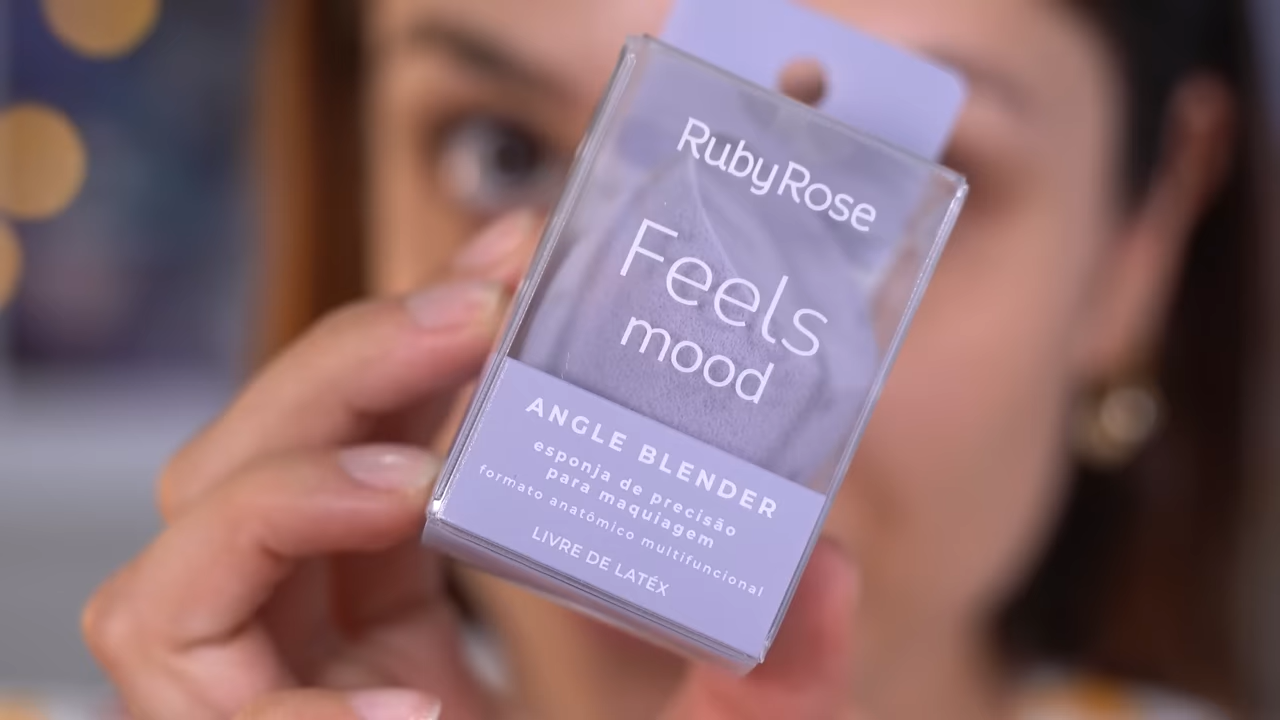 RubyRose
Feels
mood
ANGLE BLENDER
esponja de precisão
para maquiagem
formato anatômico multifuncional
LIVRE DE LATÉX